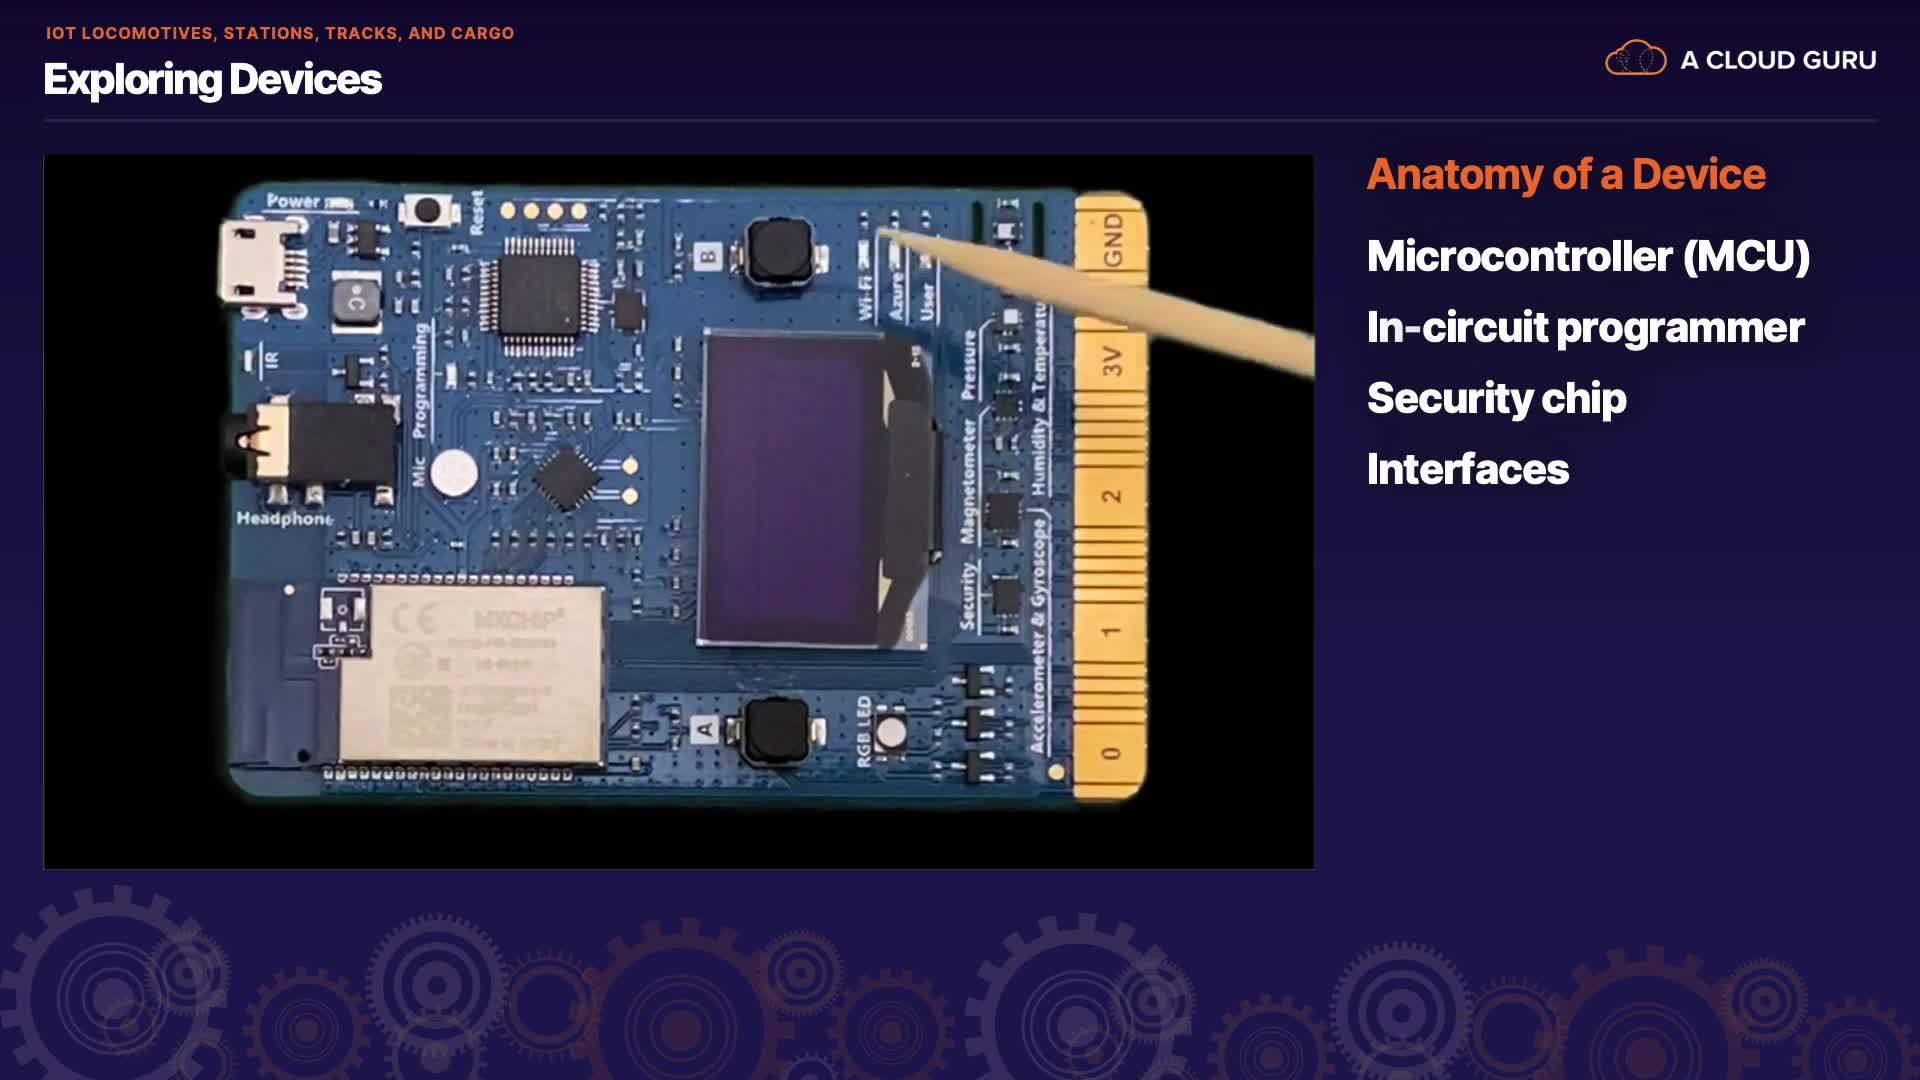 IOT LOCOMOTIVES, STATIONS, TRACKS, AND CARGO
Exploring Devices
A CLOUD GURU
Anatomy of a Device
Microcontroller (MCU)
In-circuit programmer
Security chip
Interfaces
Power
Reset
B
Wi-Fi
Azure
User
GND
IR
Programming
Mic
Headphone
Pressure
Humidity & Temperatu
3V
Magnetometer
2
Security
Accelerometer & Gyroscope
1
CE
MXCHIP
A
RGB LED
0